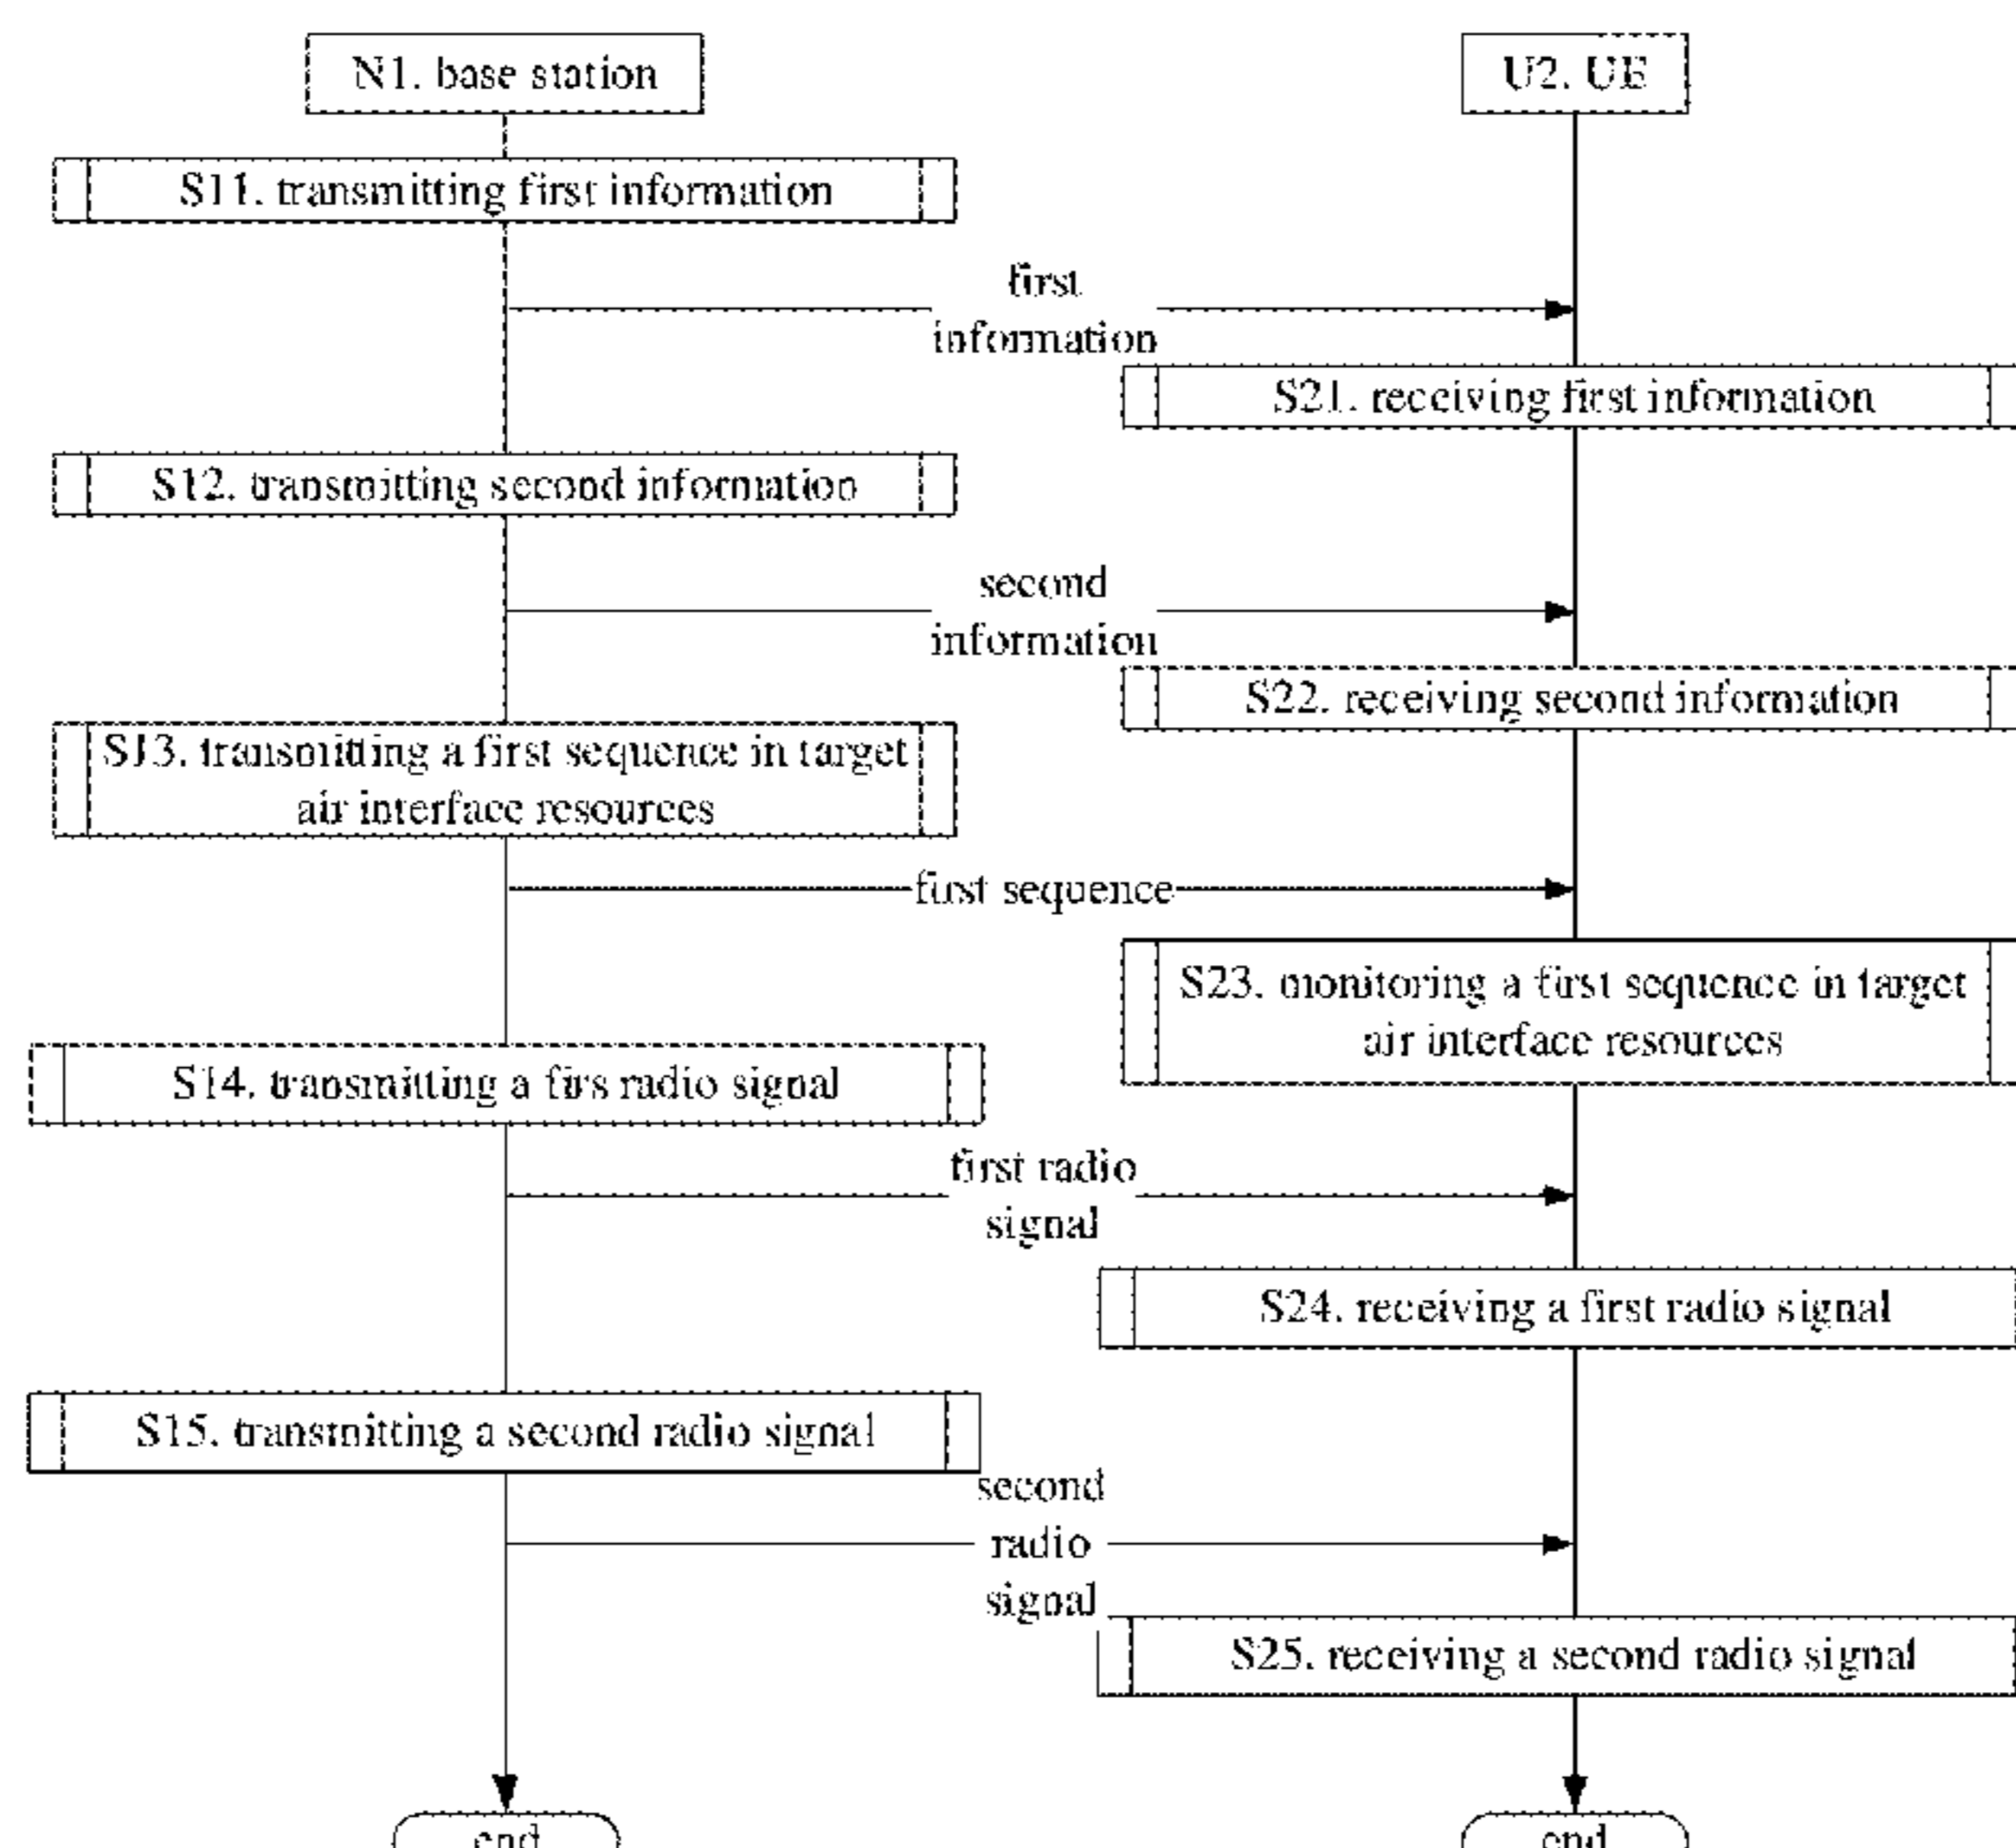 N1. base station
U2. UE
S11. transmitting first information
first
information
S21. receiving first information
S12. transmitting second information
second
information
S22. receiving second information
S13. transmitting a first sequence in target
air interface resources
first sequence
S23. monitoring a first sequence in target
air interface resources
S14. transmitting a firs radio signal
first radio
signal
S24. receiving a first radio signal
S15. transmitting a second radio signal
second
radio
signal
S25. receiving a second radio signal
end
end